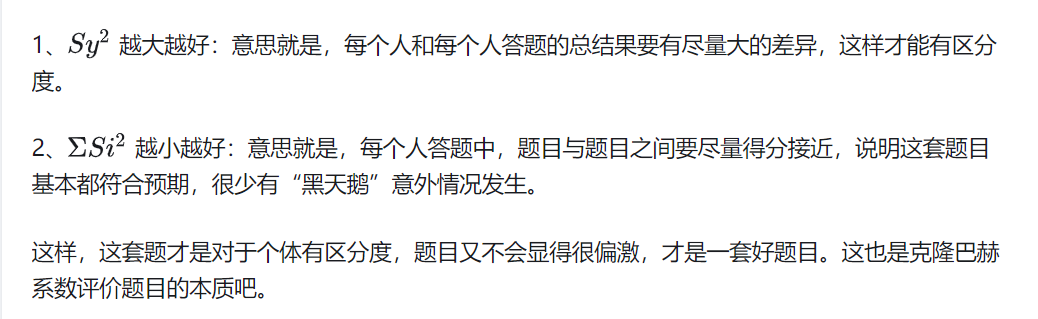 1、Sy² 越大越好：意思就是，每个人和每个人答题的总结果要有尽量大的差异，这样才能有区分
度。
2、ΣSi² 越小越好：意思就是，每个人答题中，题目与题目之间要尽量得分接近，说明这套题目
基本都符合预期，很少有“黑天鹅”意外情况发生。
这样，这套题才是对于个体有区分度，题目又不会显得很偏激，才是一套好题目。这也是克隆巴赫
系数评价题目的本质吧。